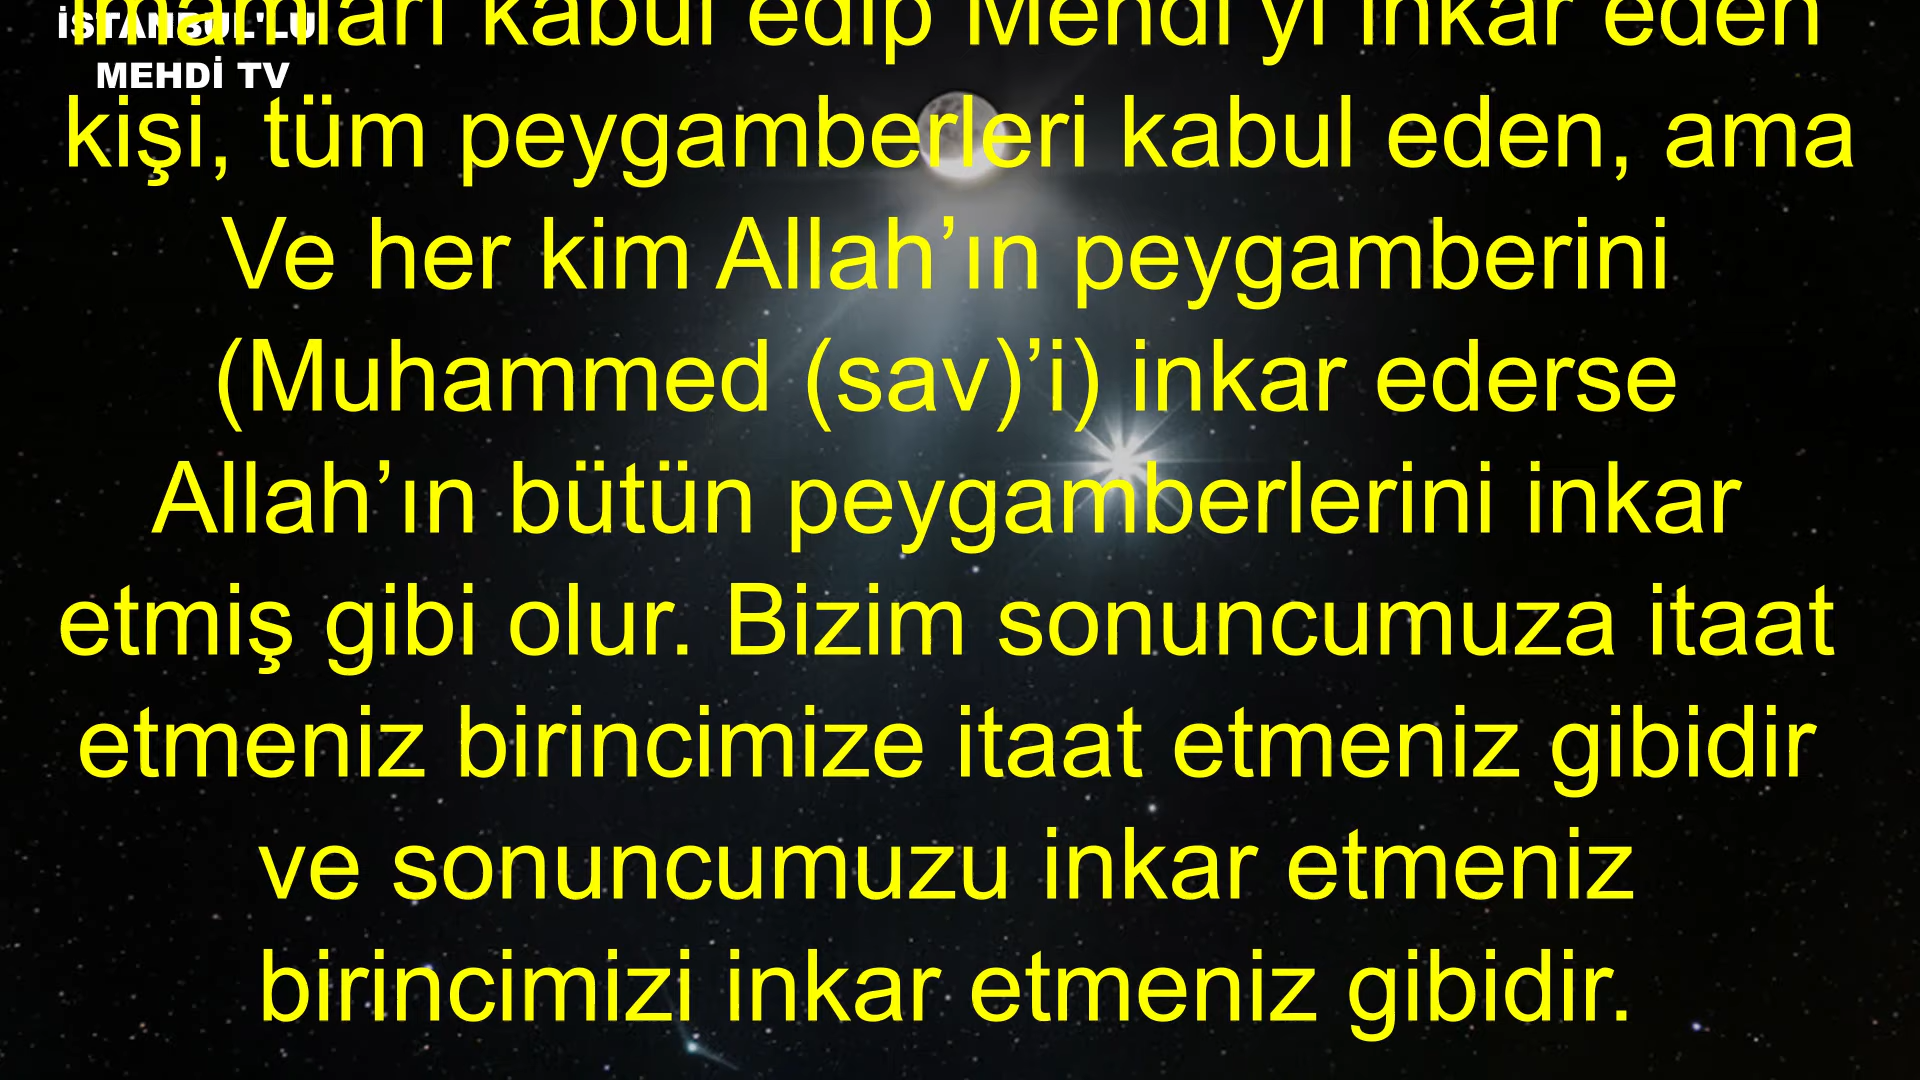 İSTANBUL'LU
MEHDİ TV
imamları kabul edip Mehdi’yi inkar eden
kişi, tüm peygamberleri kabul eden, ama
Ve her kim Allah’ın peygamberini
(Muhammed (sav)’i) inkar ederse
Allah’ın bütün peygamberlerini inkar
etmiş gibi olur. Bizim sonuncumuza itaat
etmeniz birincimize itaat etmeniz gibidir
ve sonuncumuzu inkar etmeniz
birincimizi inkar etmeniz gibidir.